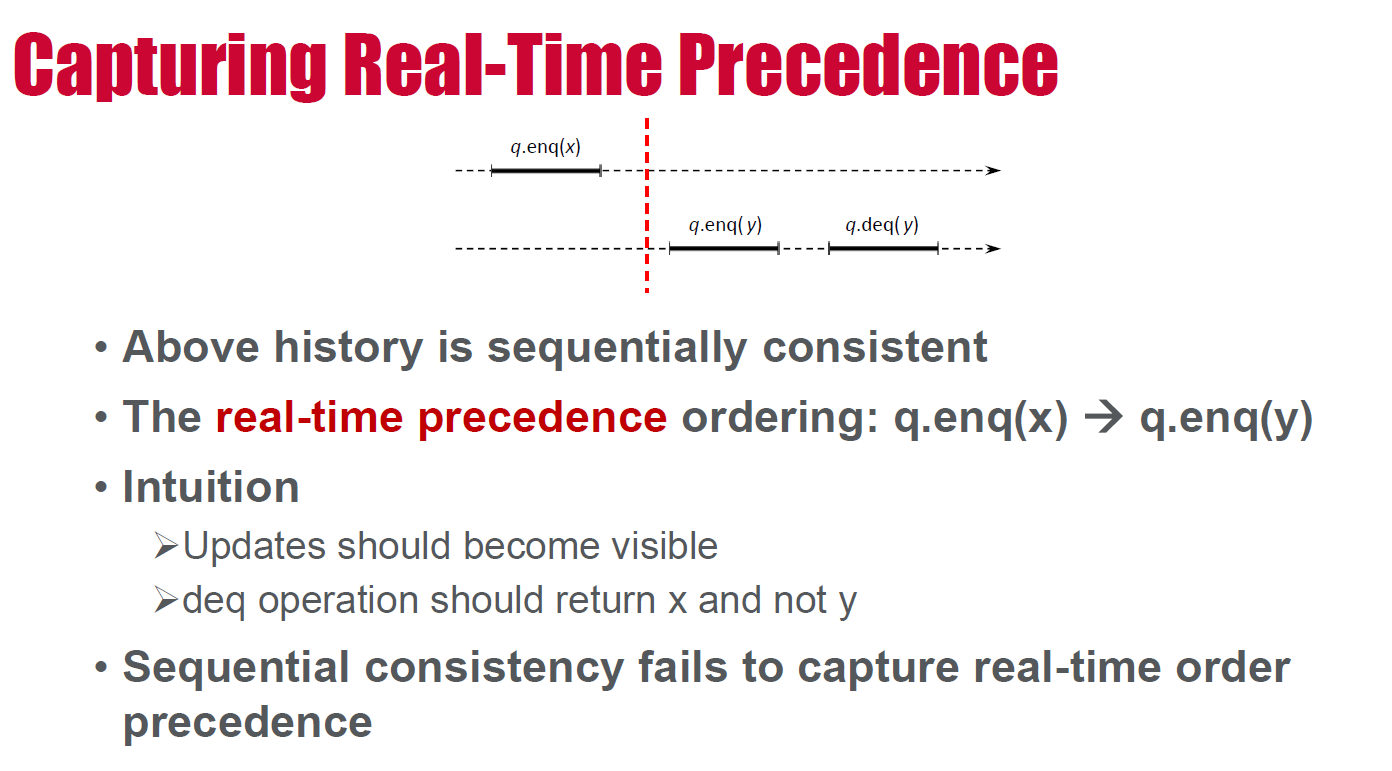 Capturing Real-Time Precedence
q.enq(x)
q.enq( y)
q.deq( y)
• Above history is sequentially consistent
• The real-time precedence ordering: q.enq(x) → q.enq(y)
• Intuition
➢Updates should become visible
➢deq operation should return x and not y
• Sequential consistency fails to capture real-time order
precedence